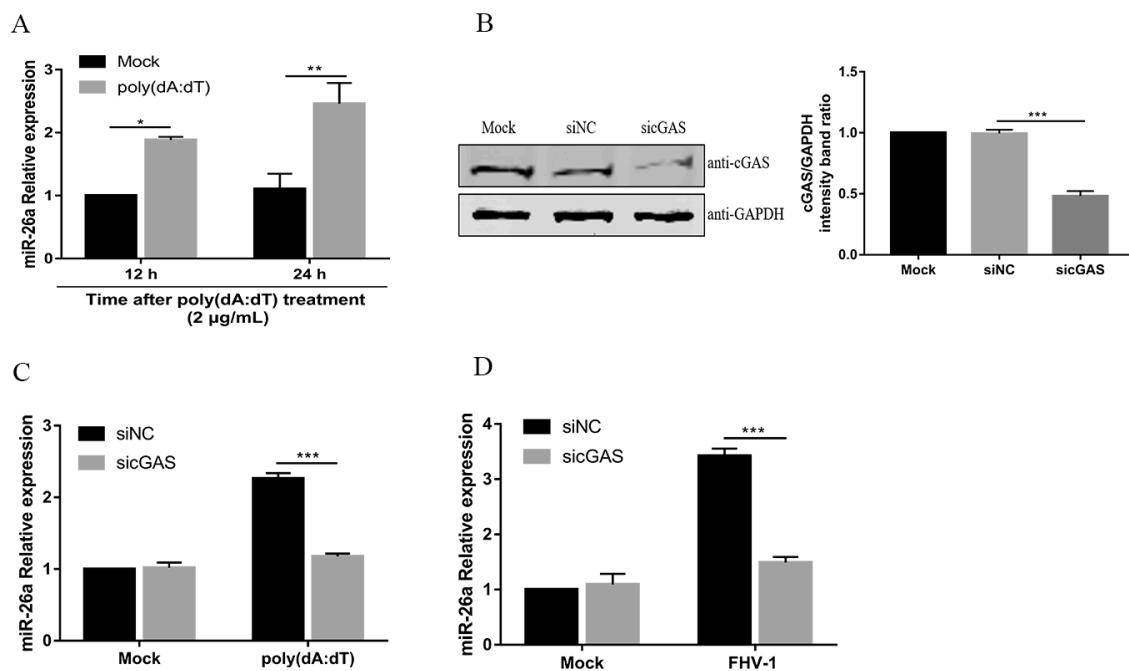 A
Mock
poly(dA:dT)
miR-26a Relative expression
3
2
1
0
*
**
12 h
24 h
Time after poly(dA:dT) treatment
(2 μg/mL)
B
Mock siNC sicGAS
anti-cGAS
anti-GAPDH
cGAS/GAPDH
intensity band ratio
1.5
1.0
0.5
0.0
***
Mock siNC sicGAS
C
siNC
sicGAS
miR-26a Relative expression
3
2
1
0
***
Mock poly(dA:dT)
D
siNC
sicGAS
miR-26a Relative expression
4
3
2
1
0
***
Mock FHV-1